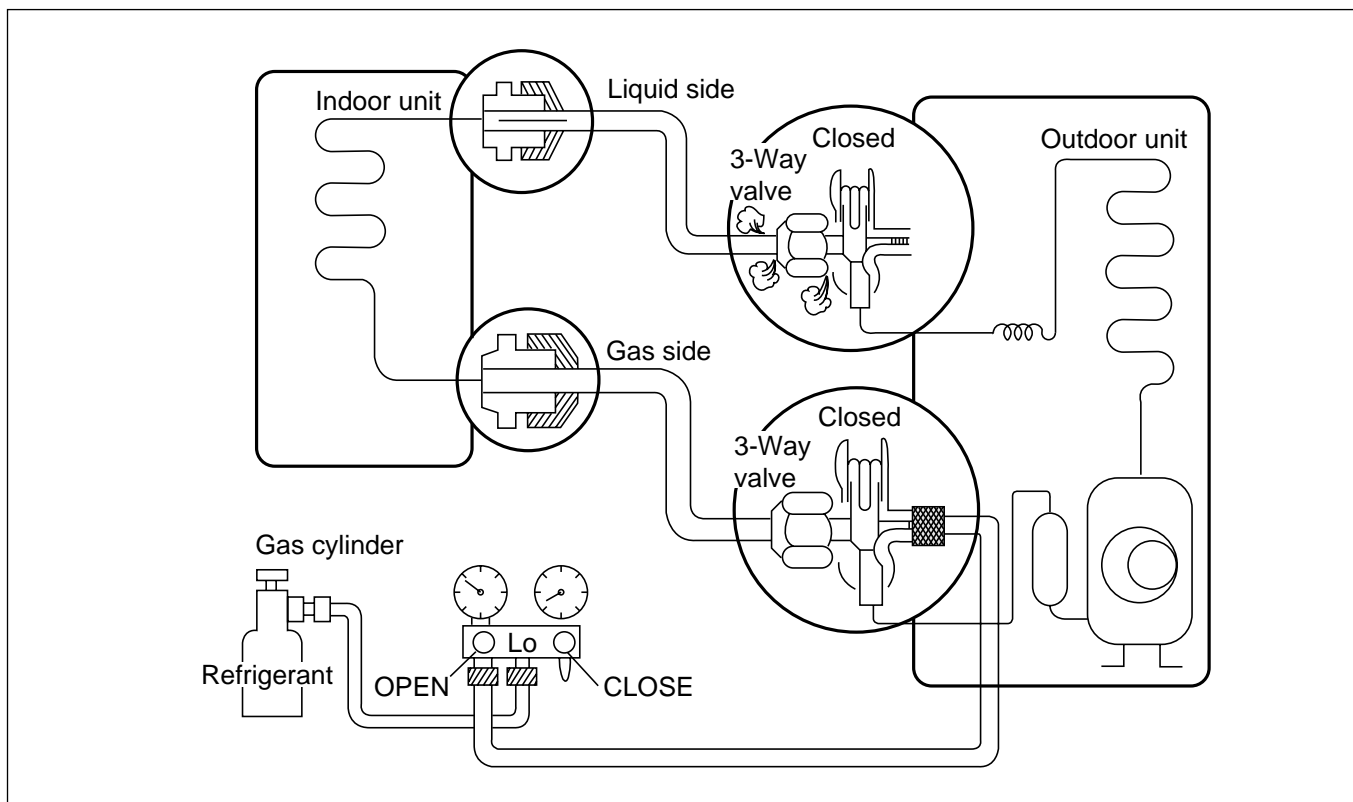 Indoor unit
Liquid side
3-Way
valve
Closed
Outdoor unit
Gas side
3-Way
valve
Closed
Gas cylinder
Refrigerant
Lo
OPEN
CLOSE